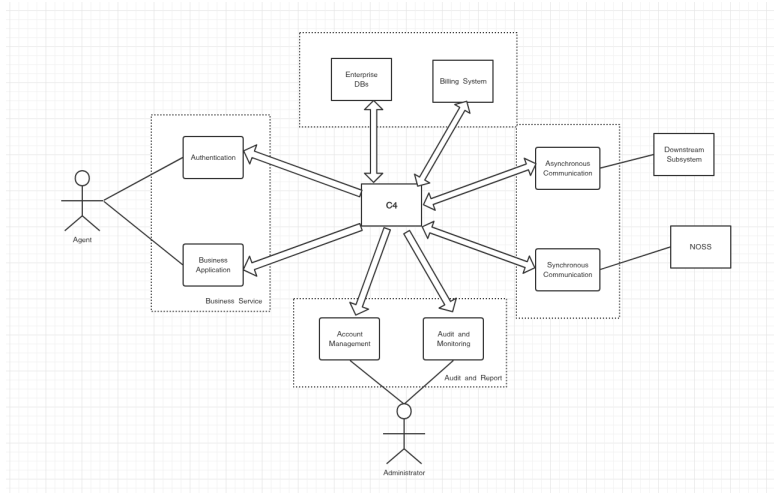 Enterprise
DBs
Billing System
Authentication
Asynchronous
Communication
Downstream
Subsystem
C4
Agent
Business
Application
NOSS
Synchronous
Communication
Business Service
Account
Management
Audit and
Monitoring
Audit and Report
Administrator